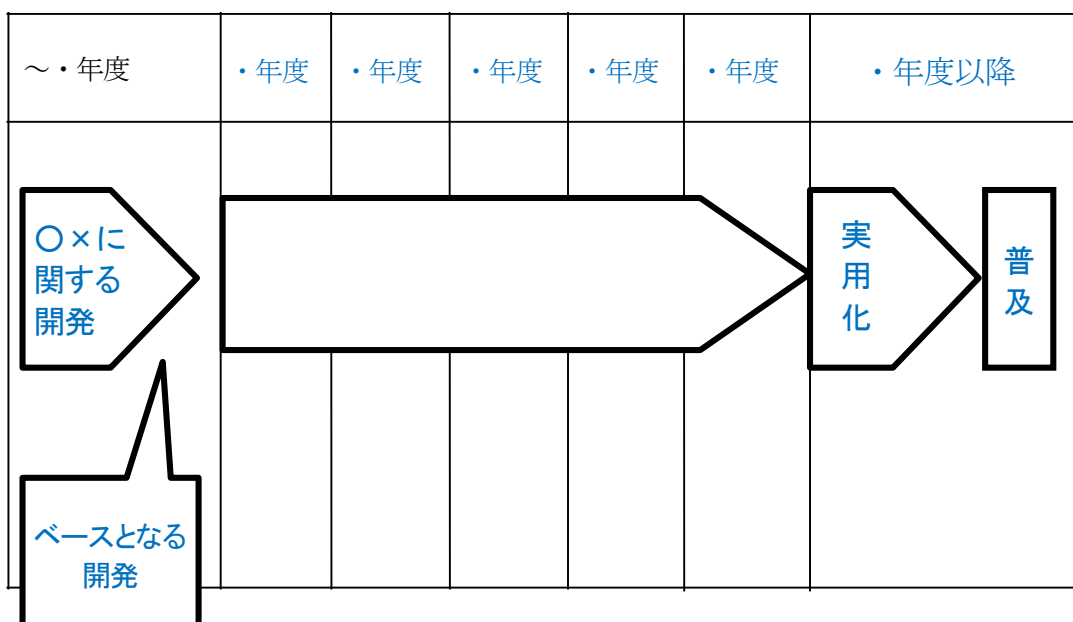 ～・年度
・年度
・年度
・年度
・年度
・年度
・年度以降
〇×に
関する
開発
実用化
普及
ベースとなる
開発